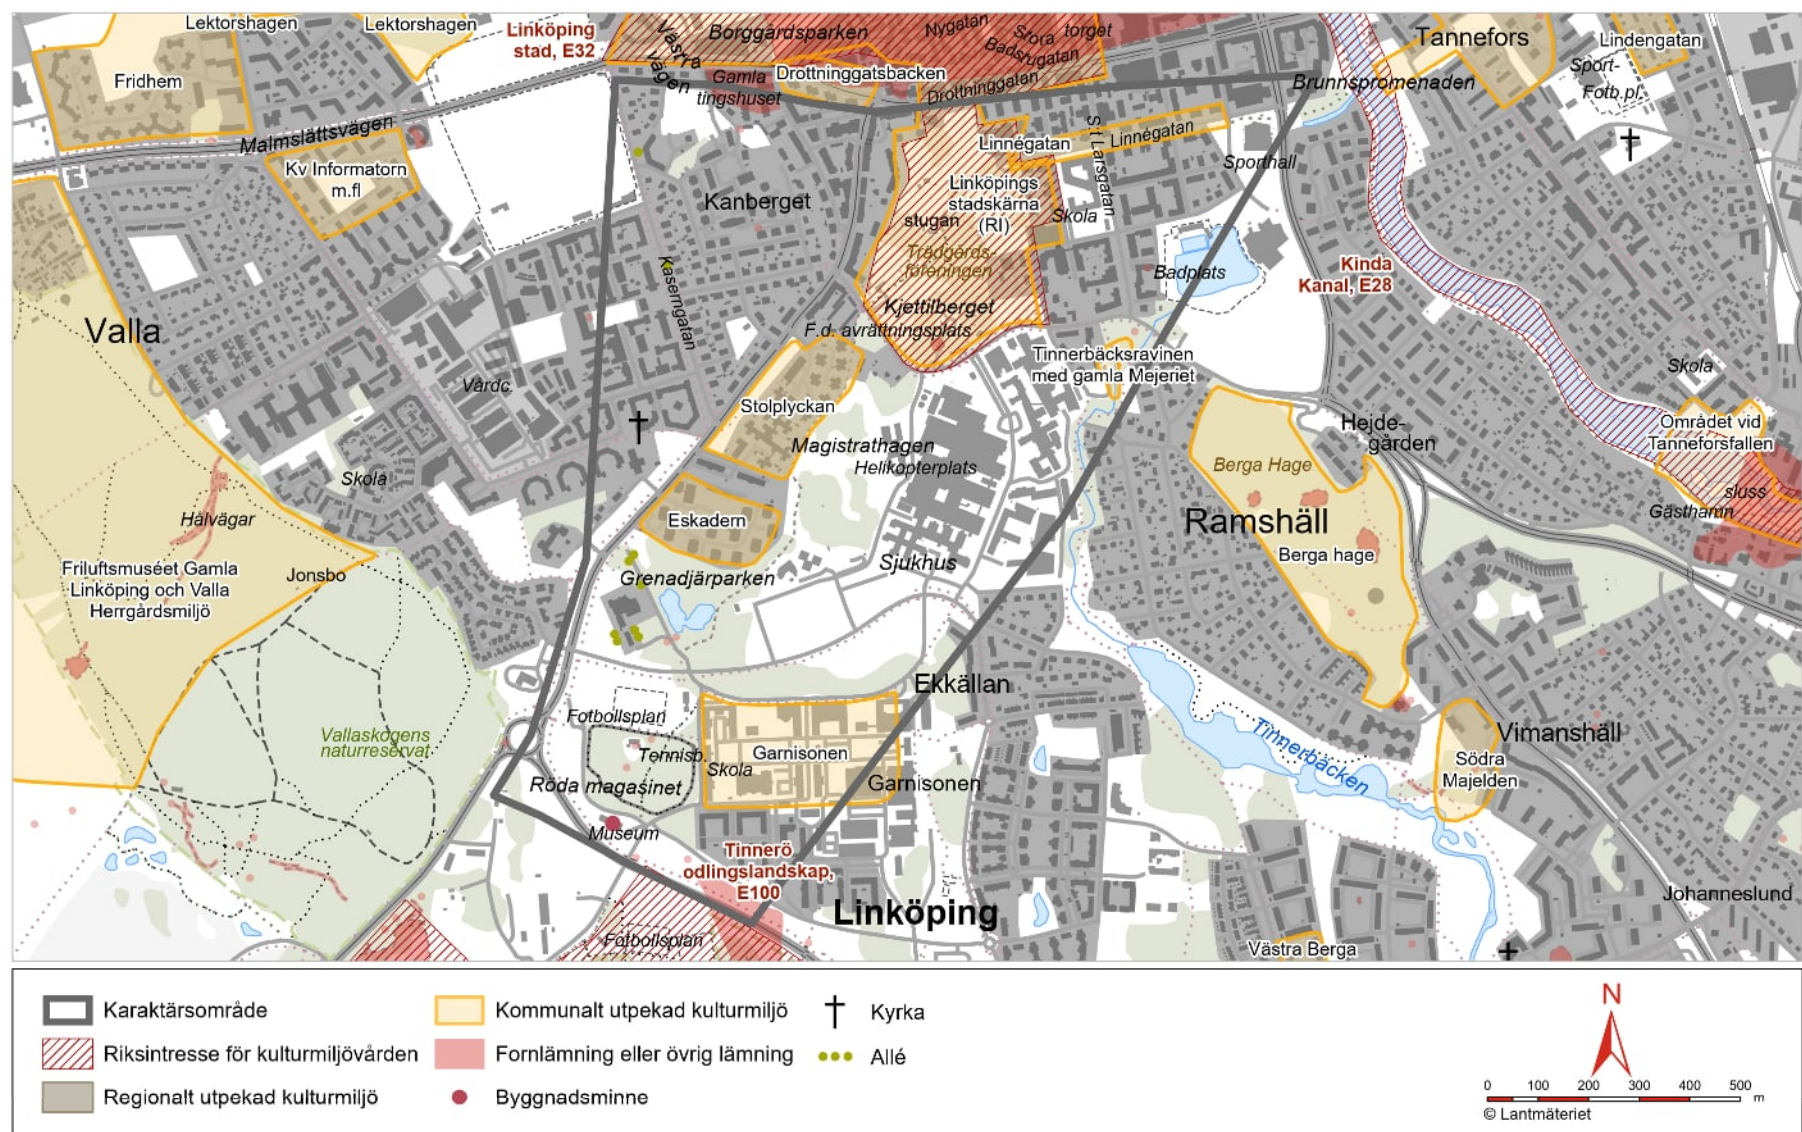 Lektorshagen
Lektorshagen
Linköping
stad, E32
Västra
vägen
Borggårdsparken
Nygatan
Stora torget
Badstugatan
Tannefors
Lindengatan
Sport-
Fotb.pl.
Fridhem
Gamla
tingshuset
Drottninggatsbacken
Drottninggatan
Brunnspromenaden
Malmslättsvägen
Kv Informatorn
m.fl
Linnégatan
Linnégatan
S:t Larsgatan
Sporthall
Kanberget
Linköpings
stadskärna
(RI)
stugan
Skola
Trädgårds-
föreningen
Kaserngatan
Badplats
Kinda
Kanal, E28
Kjettilberget
F.d. avrättningsplats
Valla
Vårdc.
Tinnerbäcksravinen
med gamla Mejeriet
Skola
Stolplyckan
Magistrathagen
Helikopterplats
Hejde-
gården
Området vid
Tanneforsfallen
Berga Hage
Skola
sluss
Gästhamn
Hålvägar
Eskadern
Ramshäll
Berga hage
Friluftsmuséet Gamla
Linköping och Valla
Herrgårdsmiljö
Jonsbo
Grenadjärparken
Sjukhus
Ekkällan
Vallaskogens
naturreservat
Fotbollsplan
Tennisb.
Skola
Garnisonen
Garnisonen
Röda magasinet
Museum
Tinnerbäcken
Vimanshäll
Södra
Majelden
Tinnerö
odlingslandskap,
E100
Linköping
Johanneslund
Fotbollsplan
Västra Berga
Karaktärsområde
Riksintresse för kulturmiljövården
Regionalt utpekad kulturmiljö
Kommunalt utpekad kulturmiljö
Fornlämning eller övrig lämning
Byggnadsminne
Kyrka
Allé
N
0 100 200 300 400 500 m
© Lantmäteriet